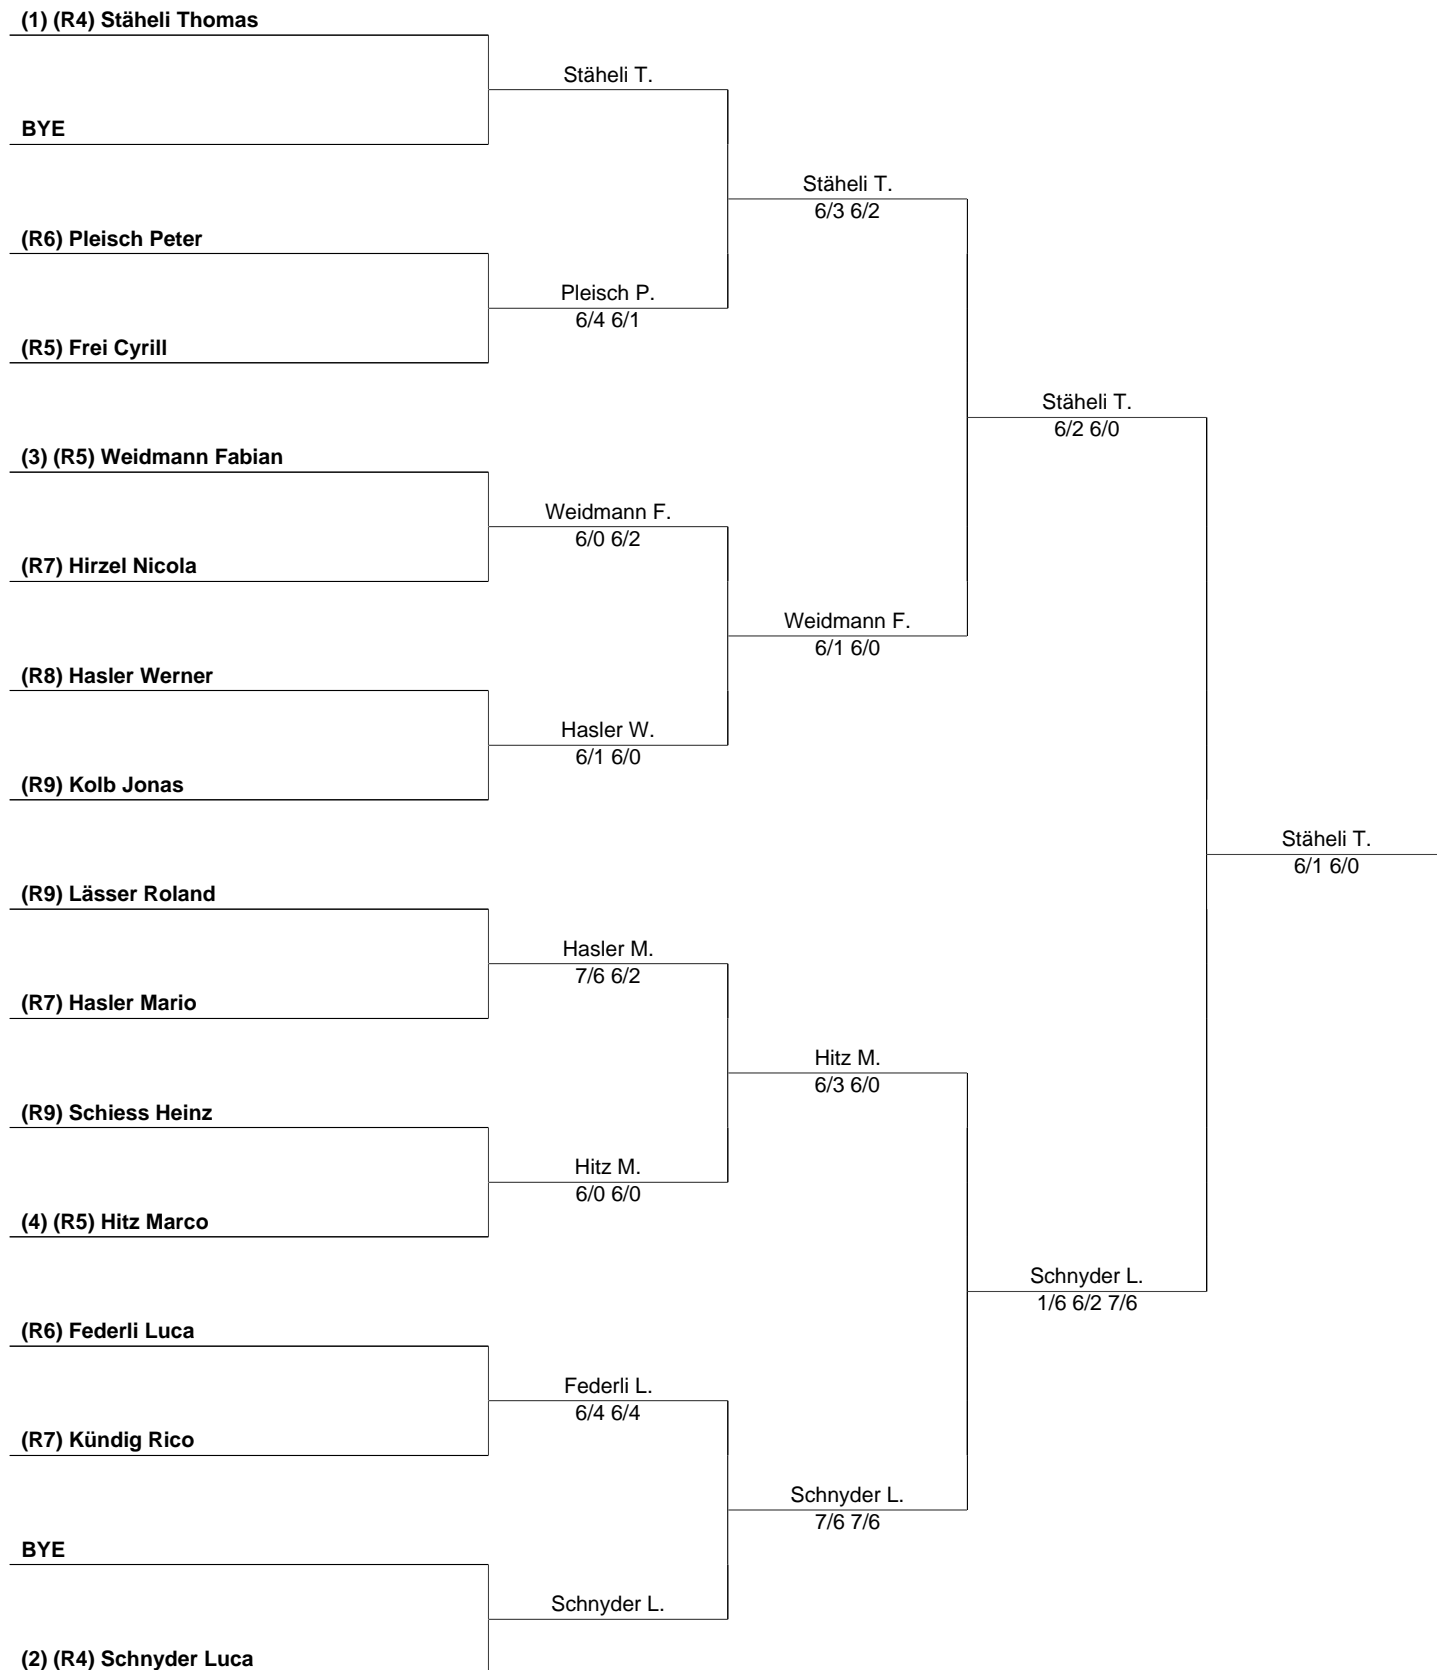 (1) (R4) Stäheli Thomas
Stäheli T.
BYE
Stäheli T.
6/3 6/2
(R6) Pleisch Peter
Pleisch P.
6/4 6/1
(R5) Frei Cyrill
Stäheli T.
6/2 6/0
(3) (R5) Weidmann Fabian
Weidmann F.
6/0 6/2
(R7) Hirzel Nicola
Weidmann F.
6/1 6/0
(R8) Hasler Werner
Hasler W.
6/1 6/0
(R9) Kolb Jonas
Stäheli T.
6/1 6/0
(R9) Lässer Roland
Hasler M.
7/6 6/2
(R7) Hasler Mario
Hitz M.
6/3 6/0
(R9) Schiess Heinz
Hitz M.
6/0 6/0
(4) (R5) Hitz Marco
Schnyder L.
1/6 6/2 7/6
(R6) Federli Luca
Federli L.
6/4 6/4
(R7) Kündig Rico
Schnyder L.
7/6 7/6
BYE
Schnyder L.
(2) (R4) Schnyder Luca